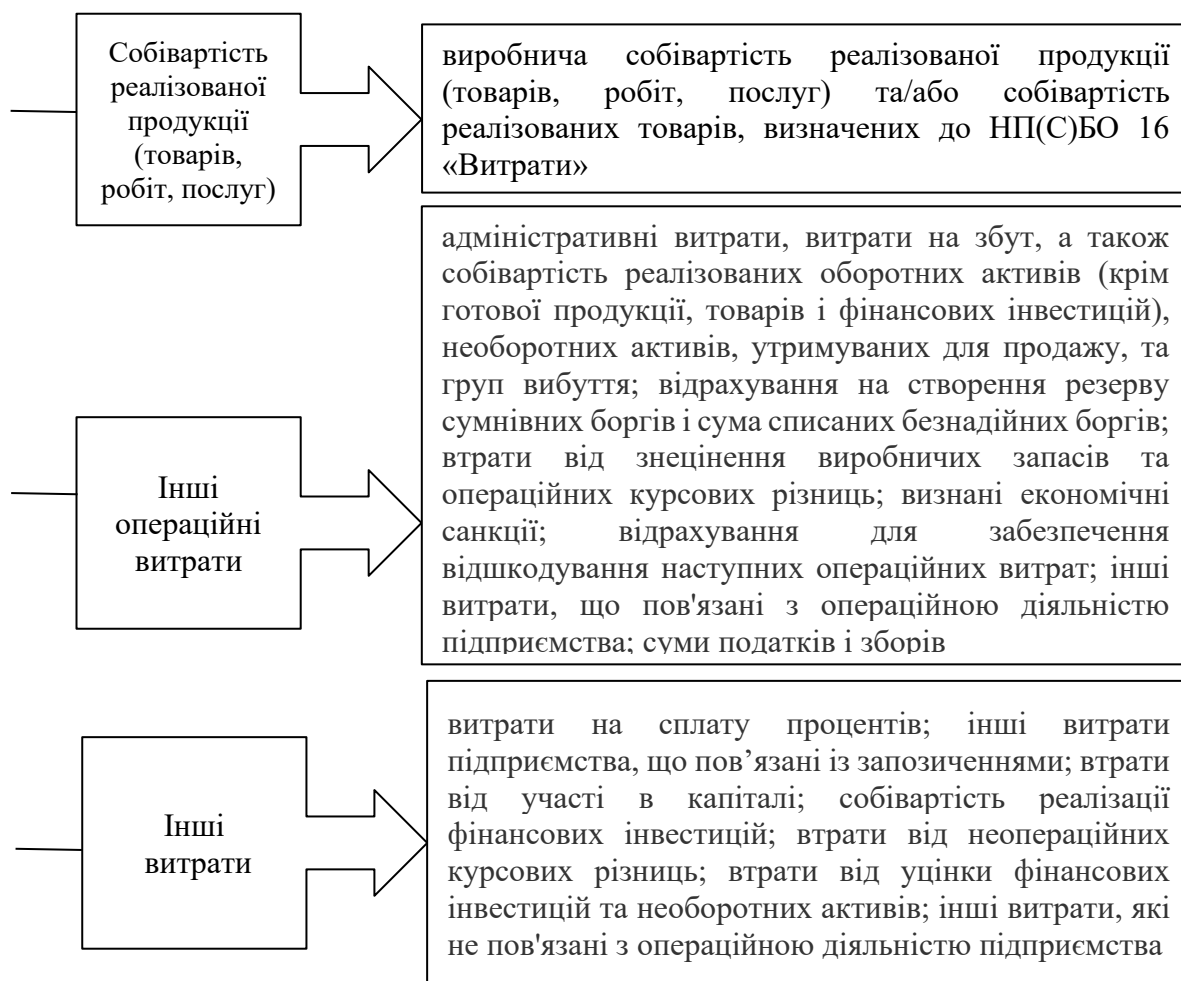 Собівартість
реалізованої
продукції
(товарів,
робіт, послуг)
виробнича собівартість реалізованої продукції
(товарів, робіт, послуг) та/або собівартість
реалізованих товарів, визначених до НП(С)БО 16
«Витрати»
Інші
операційні
витрати
адміністративні витрати, витрати на збут, а також
собівартість реалізованих оборотних активів (крім
готової продукції, товарів і фінансових інвестицій),
необоротних активів, утримуваних для продажу, та
груп вибуття; відрахування на створення резерву
сумнівних боргів і сума списаних безнадійних боргів;
втрати від знецінення виробничих запасів та
операційних курсових різниць; визнані економічні
санкції; відрахування для забезпечення
відшкодування наступних операційних витрат; інші
витрати, що пов'язані з операційною діяльністю
підприємства; суми податків і зборів
Інші
витрати
витрати на сплату процентів; інші витрати
підприємства, що пов’язані із запозиченнями; втрати
від участі в капіталі; собівартість реалізації
фінансових інвестицій; втрати від неопераційних
курсових різниць; втрати від уцінки фінансових
інвестицій та необоротних активів; інші витрати, які
не пов'язані з операційною діяльністю підприємства